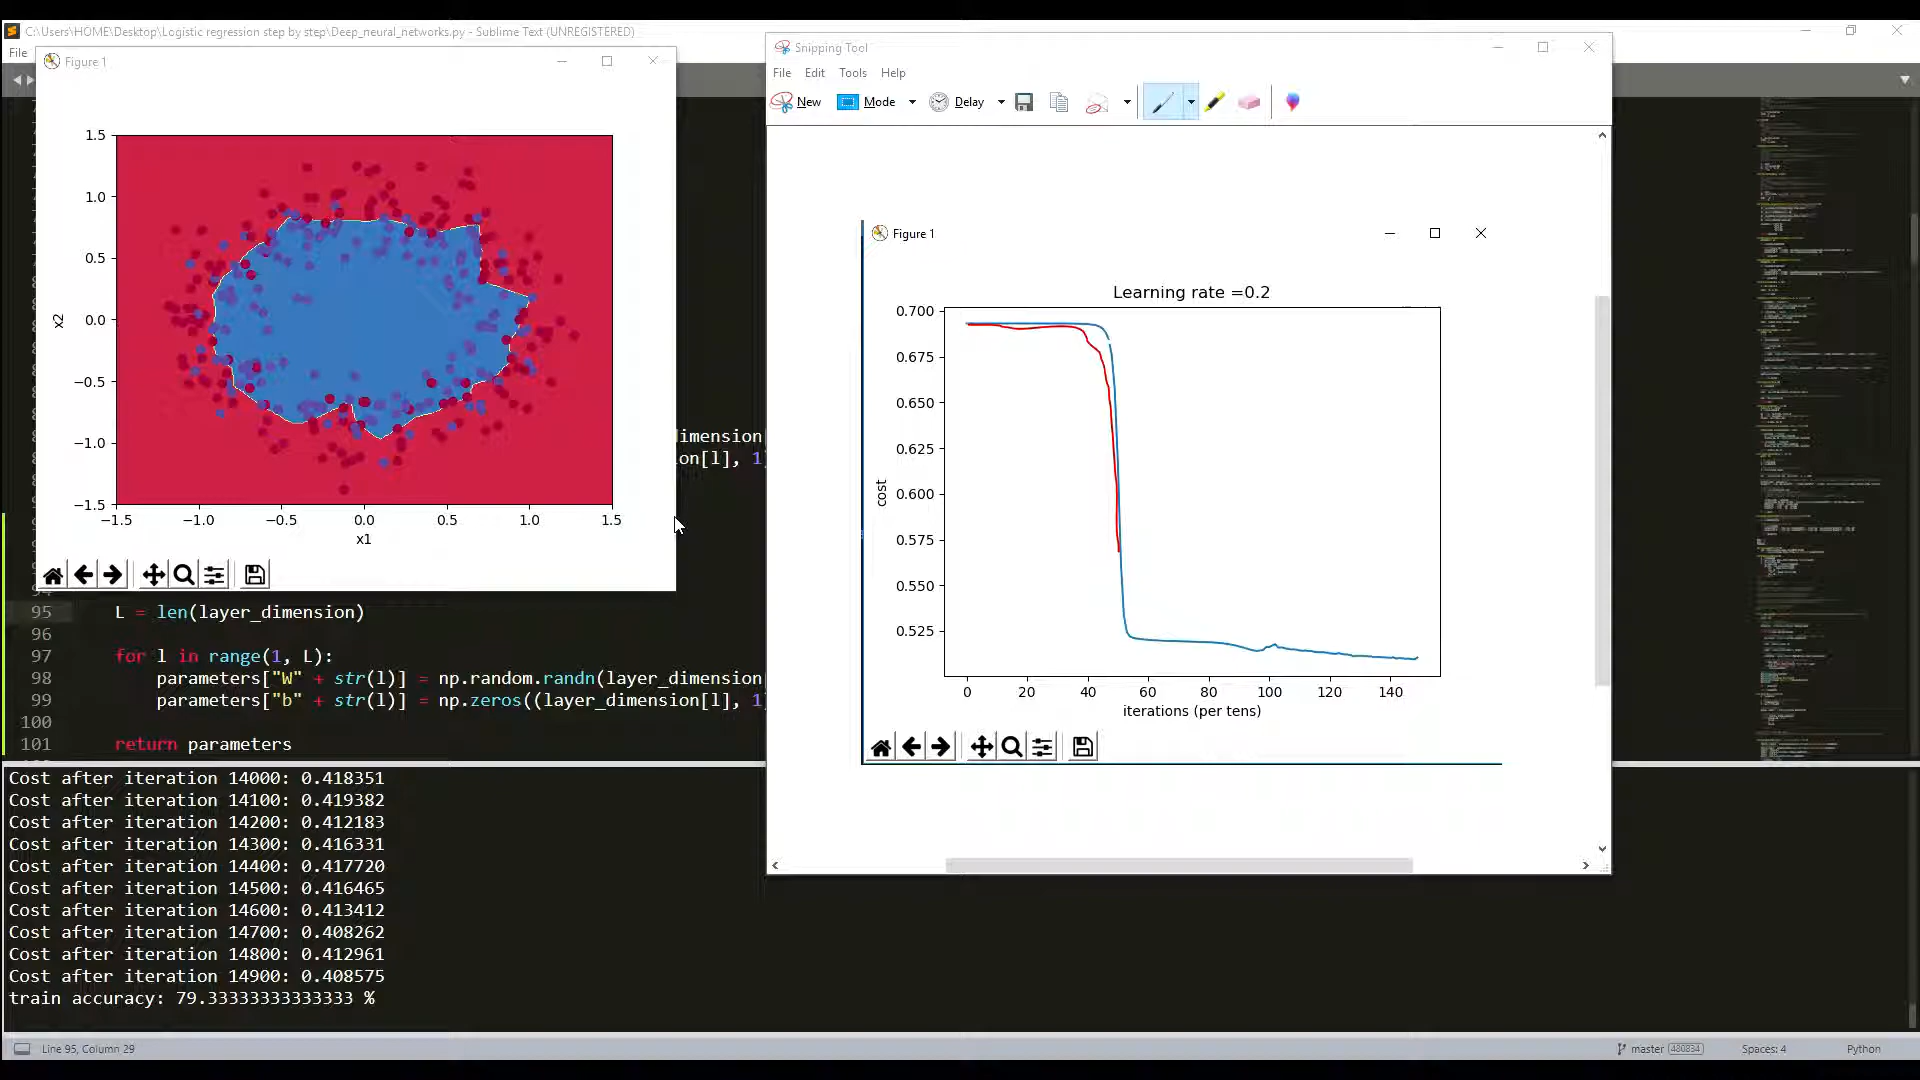 C:\Users\HOME\Desktop\Logistic regression step by step\Deep_neural_networks.py - Sublime Text (UNREGISTERED)
File
Figure 1
1.5
1.0
0.5
0.0
−0.5
−1.0
−1.5
x2
−1.5 −1.0 −0.5 0.0 0.5 1.0 1.5
x1
Snipping Tool
File Edit Tools Help
New Mode Delay
Figure 1
Learning rate =0.2
0.700
0.675
0.650
0.625
0.600
0.575
0.550
0.525
cost
0 20 40 60 80 100 120 140
iterations (per tens)
dimension[
on[l], 1
95 L = len(layer_dimension)
96
97 for l in range(1, L):
98 parameters["W" + str(l)] = np.random.randn(layer_dimension
99 parameters["b" + str(l)] = np.zeros((layer_dimension[l], 1
100
101 return parameters
Cost after iteration 14000: 0.418351
Cost after iteration 14100: 0.419382
Cost after iteration 14200: 0.412183
Cost after iteration 14300: 0.416331
Cost after iteration 14400: 0.417720
Cost after iteration 14500: 0.416465
Cost after iteration 14600: 0.413412
Cost after iteration 14700: 0.408262
Cost after iteration 14800: 0.412961
Cost after iteration 14900: 0.408575
train accuracy: 79.33333333333333 %
Line 95, Column 29
master 480834 Spaces: 4 Python